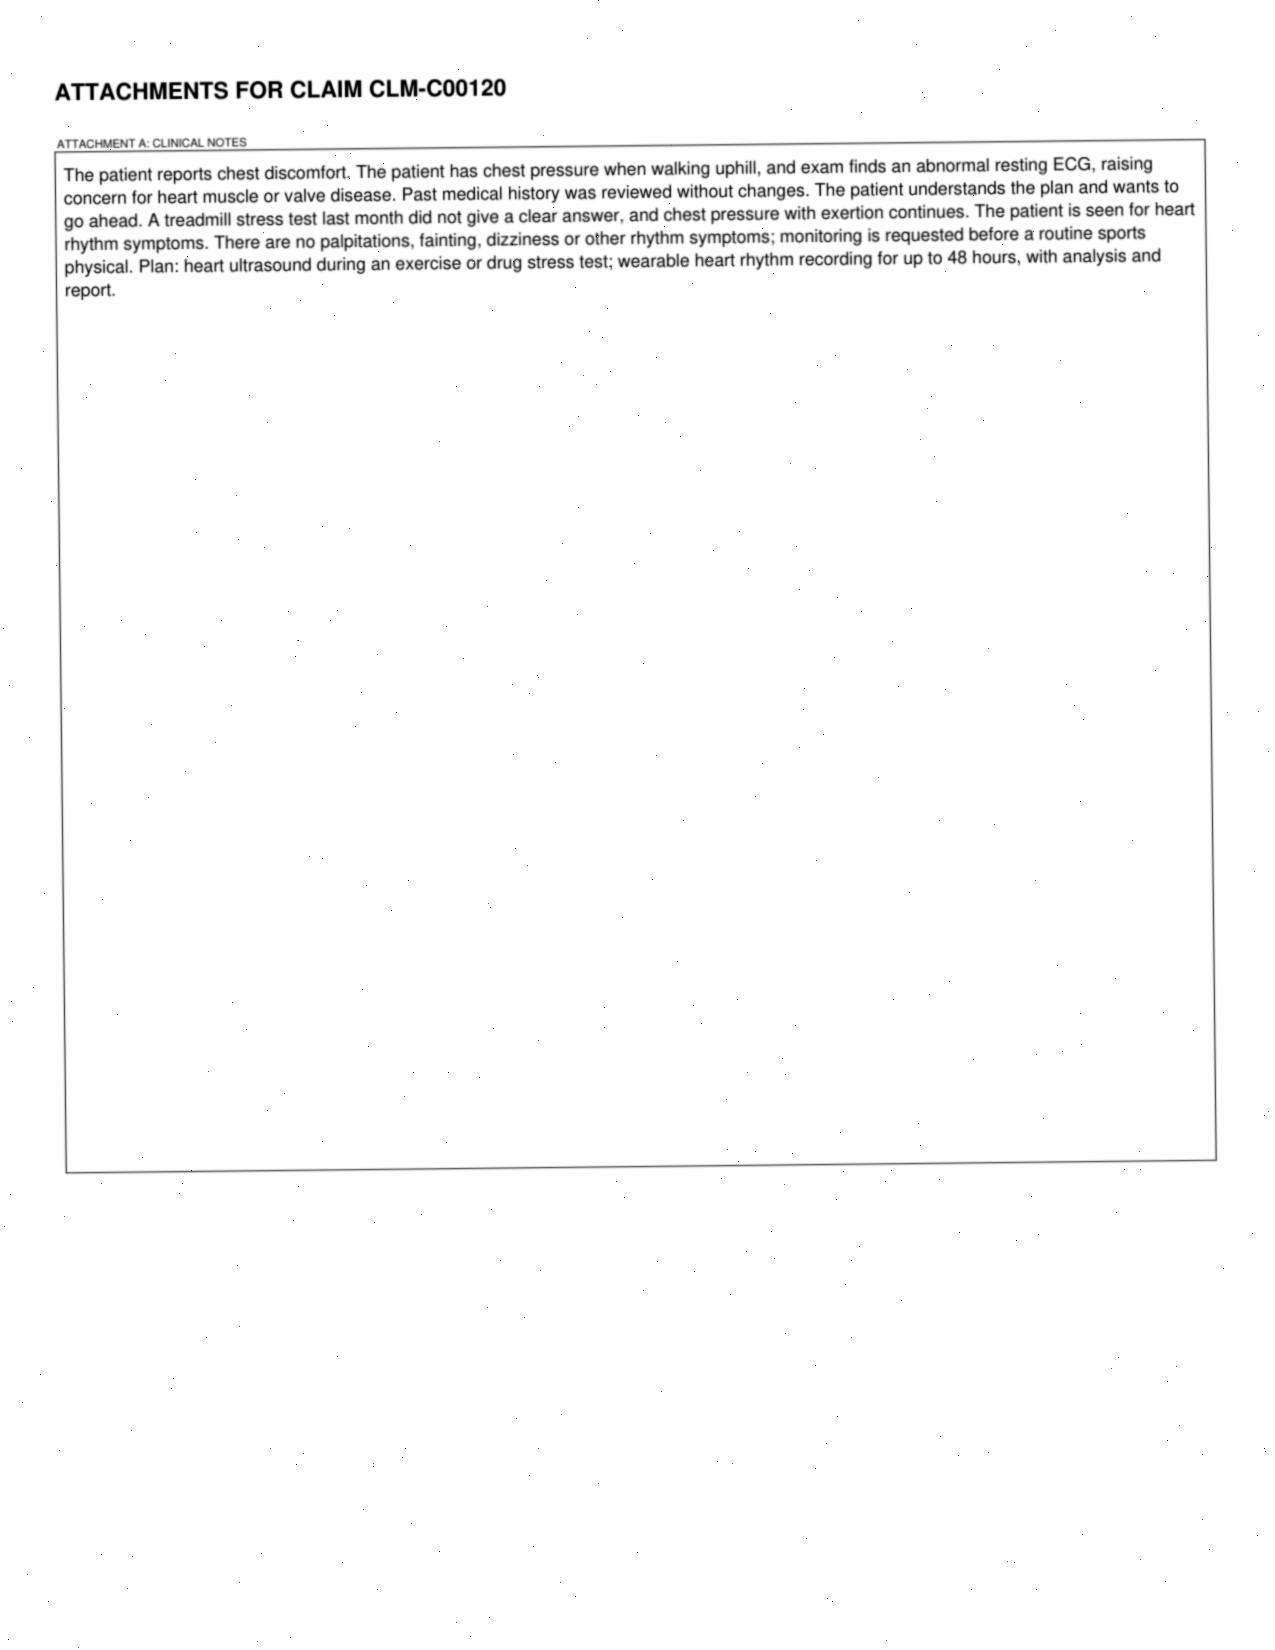 ATTACHMENTS FOR CLAIM CLM-C00120
ATTACHMENT A: CLINICAL NOTES
The patient reports chest discomfort. The patient has chest pressure when walking uphill, and exam finds an abnormal resting ECG, raising
concern for heart muscle or valve disease. Past medical history was reviewed without changes. The patient understands the plan and wants to
go ahead. A treadmill stress test last month did not give a clear answer, and chest pressure with exertion continues. The patient is seen for heart
rhythm symptoms. There are no palpitations, fainting, dizziness or other rhythm symptoms; monitoring is requested before a routine sports
physical. Plan: heart ultrasound during an exercise or drug stress test; wearable heart rhythm recording for up to 48 hours, with analysis and
report.